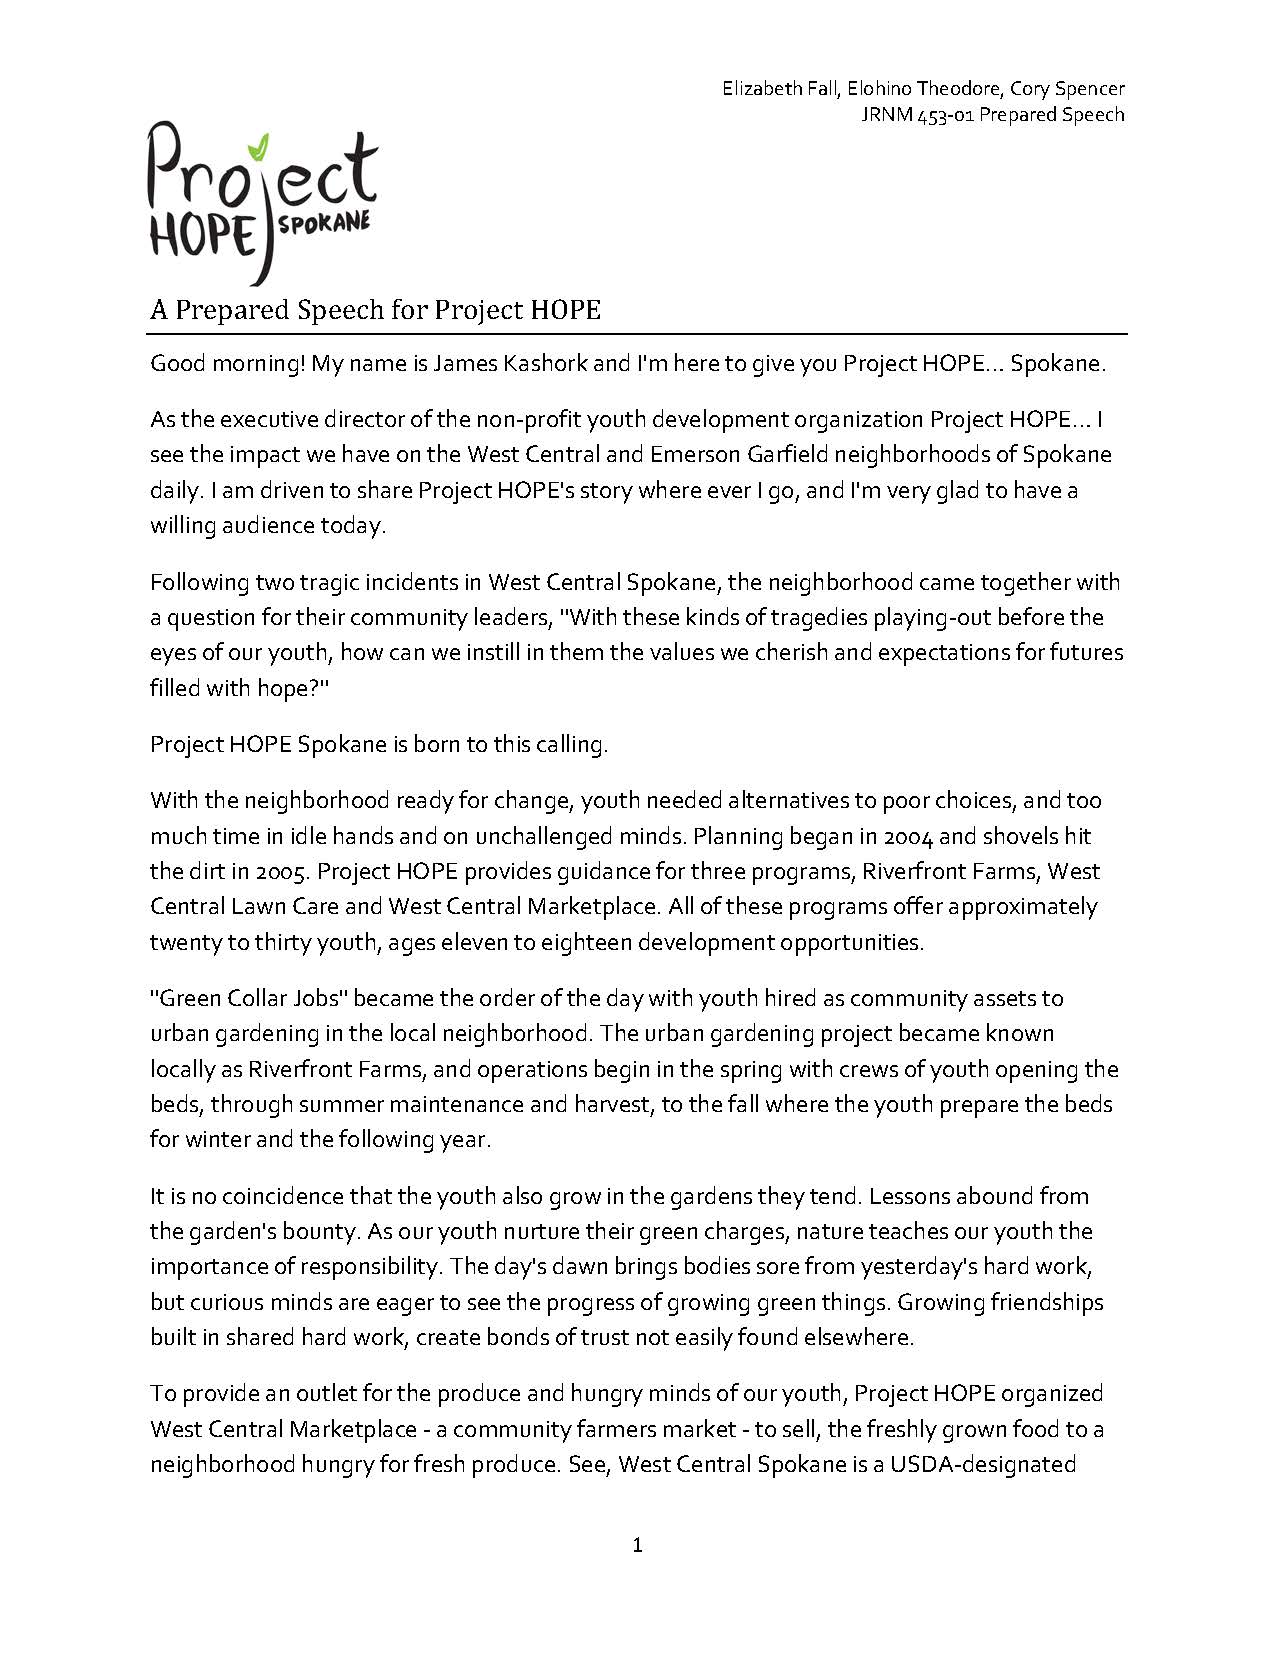 Elizabeth Fall, Elohino Theodore, Cory Spencer
JRNM 453-01 Prepared Speech
Project
HOPE SPOKANE
A Prepared Speech for Project HOPE
Good morning! My name is James Kashork and I'm here to give you Project HOPE... Spokane.
As the executive director of the non-profit youth development organization Project HOPE... I
see the impact we have on the West Central and Emerson Garfield neighborhoods of Spokane
daily. I am driven to share Project HOPE's story where ever I go, and I'm very glad to have a
willing audience today.
Following two tragic incidents in West Central Spokane, the neighborhood came together with
a question for their community leaders, "With these kinds of tragedies playing-out before the
eyes of our youth, how can we instill in them the values we cherish and expectations for futures
filled with hope?"
Project HOPE Spokane is born to this calling.
With the neighborhood ready for change, youth needed alternatives to poor choices, and too
much time in idle hands and on unchallenged minds. Planning began in 2004 and shovels hit
the dirt in 2005. Project HOPE provides guidance for three programs, Riverfront Farms, West
Central Lawn Care and West Central Marketplace. All of these programs offer approximately
twenty to thirty youth, ages eleven to eighteen development opportunities.
"Green Collar Jobs" became the order of the day with youth hired as community assets to
urban gardening in the local neighborhood. The urban gardening project became known
locally as Riverfront Farms, and operations begin in the spring with crews of youth opening the
beds, through summer maintenance and harvest, to the fall where the youth prepare the beds
for winter and the following year.
It is no coincidence that the youth also grow in the gardens they tend. Lessons abound from
the garden's bounty. As our youth nurture their green charges, nature teaches our youth the
importance of responsibility. The day's dawn brings bodies sore from yesterday's hard work,
but curious minds are eager to see the progress of growing green things. Growing friendships
built in shared hard work, create bonds of trust not easily found elsewhere.
To provide an outlet for the produce and hungry minds of our youth, Project HOPE organized
West Central Marketplace - a community farmers market - to sell, the freshly grown food to a
neighborhood hungry for fresh produce. See, West Central Spokane is a USDA-designated
1